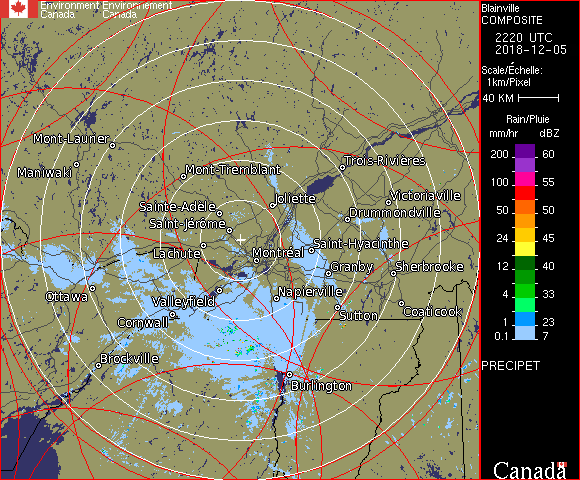 Environment Environnement
Canada Canada
Blainville
COMPOSITE
2220 UTC
2018-12-05
Scale/Échelle:
1km/Pixel
40 KM
Rain/Pluie
mm/hr dBZ
200 60
100 55
50 50
24 45
12 40
4 33
1 23
0.1 7
PRECIPET
Canada
Mont-Laurier
Maniwaki
Mont-Tremblant
Trois-Rivières
Sainte-Adèle
Joliette
Victoriaville
Drummondville
Saint-Jérôme
Lachute
Montréal
Saint-Hyacinthe
Granby
Sherbrooke
Ottawa
Valleyfield
Napierville
Cornwall
Sutton
Coaticook
Brockville
Burlington